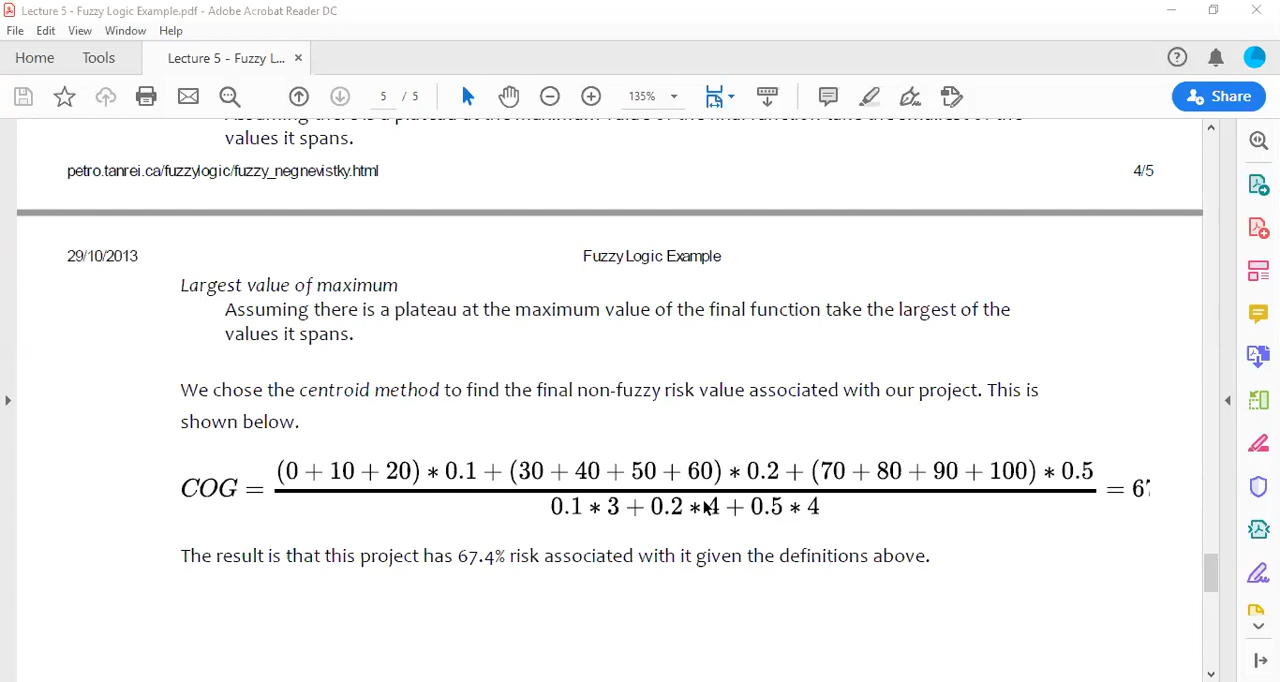 Lecture 5 - Fuzzy Logic Example.pdf - Adobe Acrobat Reader DC
File Edit View Window Help
Home Tools Lecture 5 - Fuzzy L... ×
5 / 5 135% Share
values it spans.
petro.tanrei.ca/fuzzylogic/fuzzy_negnevistky.html 4/5
29/10/2013 Fuzzy Logic Example
Largest value of maximum
Assuming there is a plateau at the maximum value of the final function take the largest of the
values it spans.
We chose the centroid method to find the final non-fuzzy risk value associated with our project. This is
shown below.
(0 + 10 + 20) ∗ 0.1 + (30 + 40 + 50 + 60) ∗ 0.2 + (70 + 80 + 90 + 100) ∗ 0.5
COG = = 67
0.1 ∗ 3 + 0.2 ∗ 4 + 0.5 ∗ 4
The result is that this project has 67.4% risk associated with it given the definitions above.